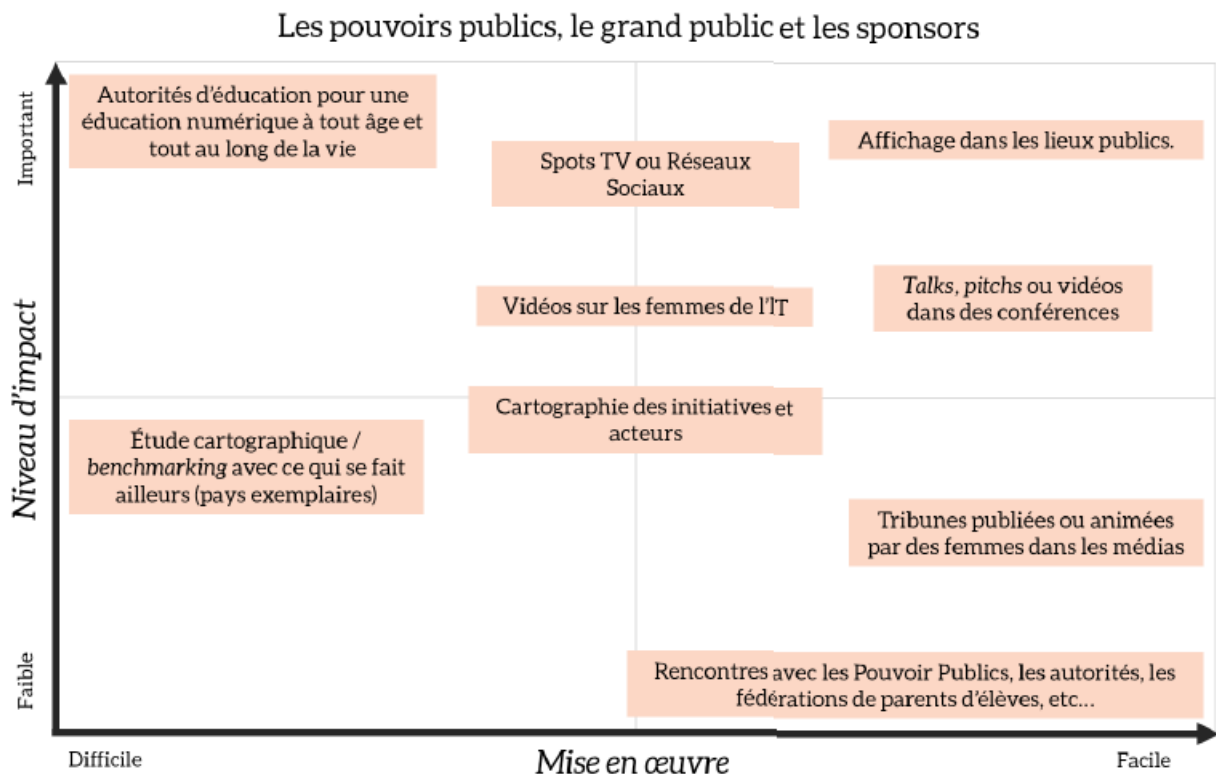 Les pouvoirs publics, le grand public et les sponsors
Important
Autorités d'éducation pour une
éducation numérique à tout âge et
tout au long de la vie
Spots TV ou Réseaux
Sociaux
Affichage dans les lieux publics.
Vidéos sur les femmes de l'IT
Talks, pitchs ou vidéos
dans des conférences
Niveau d'impact
Cartographie des initiatives et
acteurs
Étude cartographique /
benchmarking avec ce qui se fait
ailleurs (pays exemplaires)
Tribunes publiées ou animées
par des femmes dans les médias
Faible
Rencontres avec les Pouvoir Publics, les autorités, les
fédérations de parents d'élèves, etc...
Difficile
Mise en œuvre
Facile